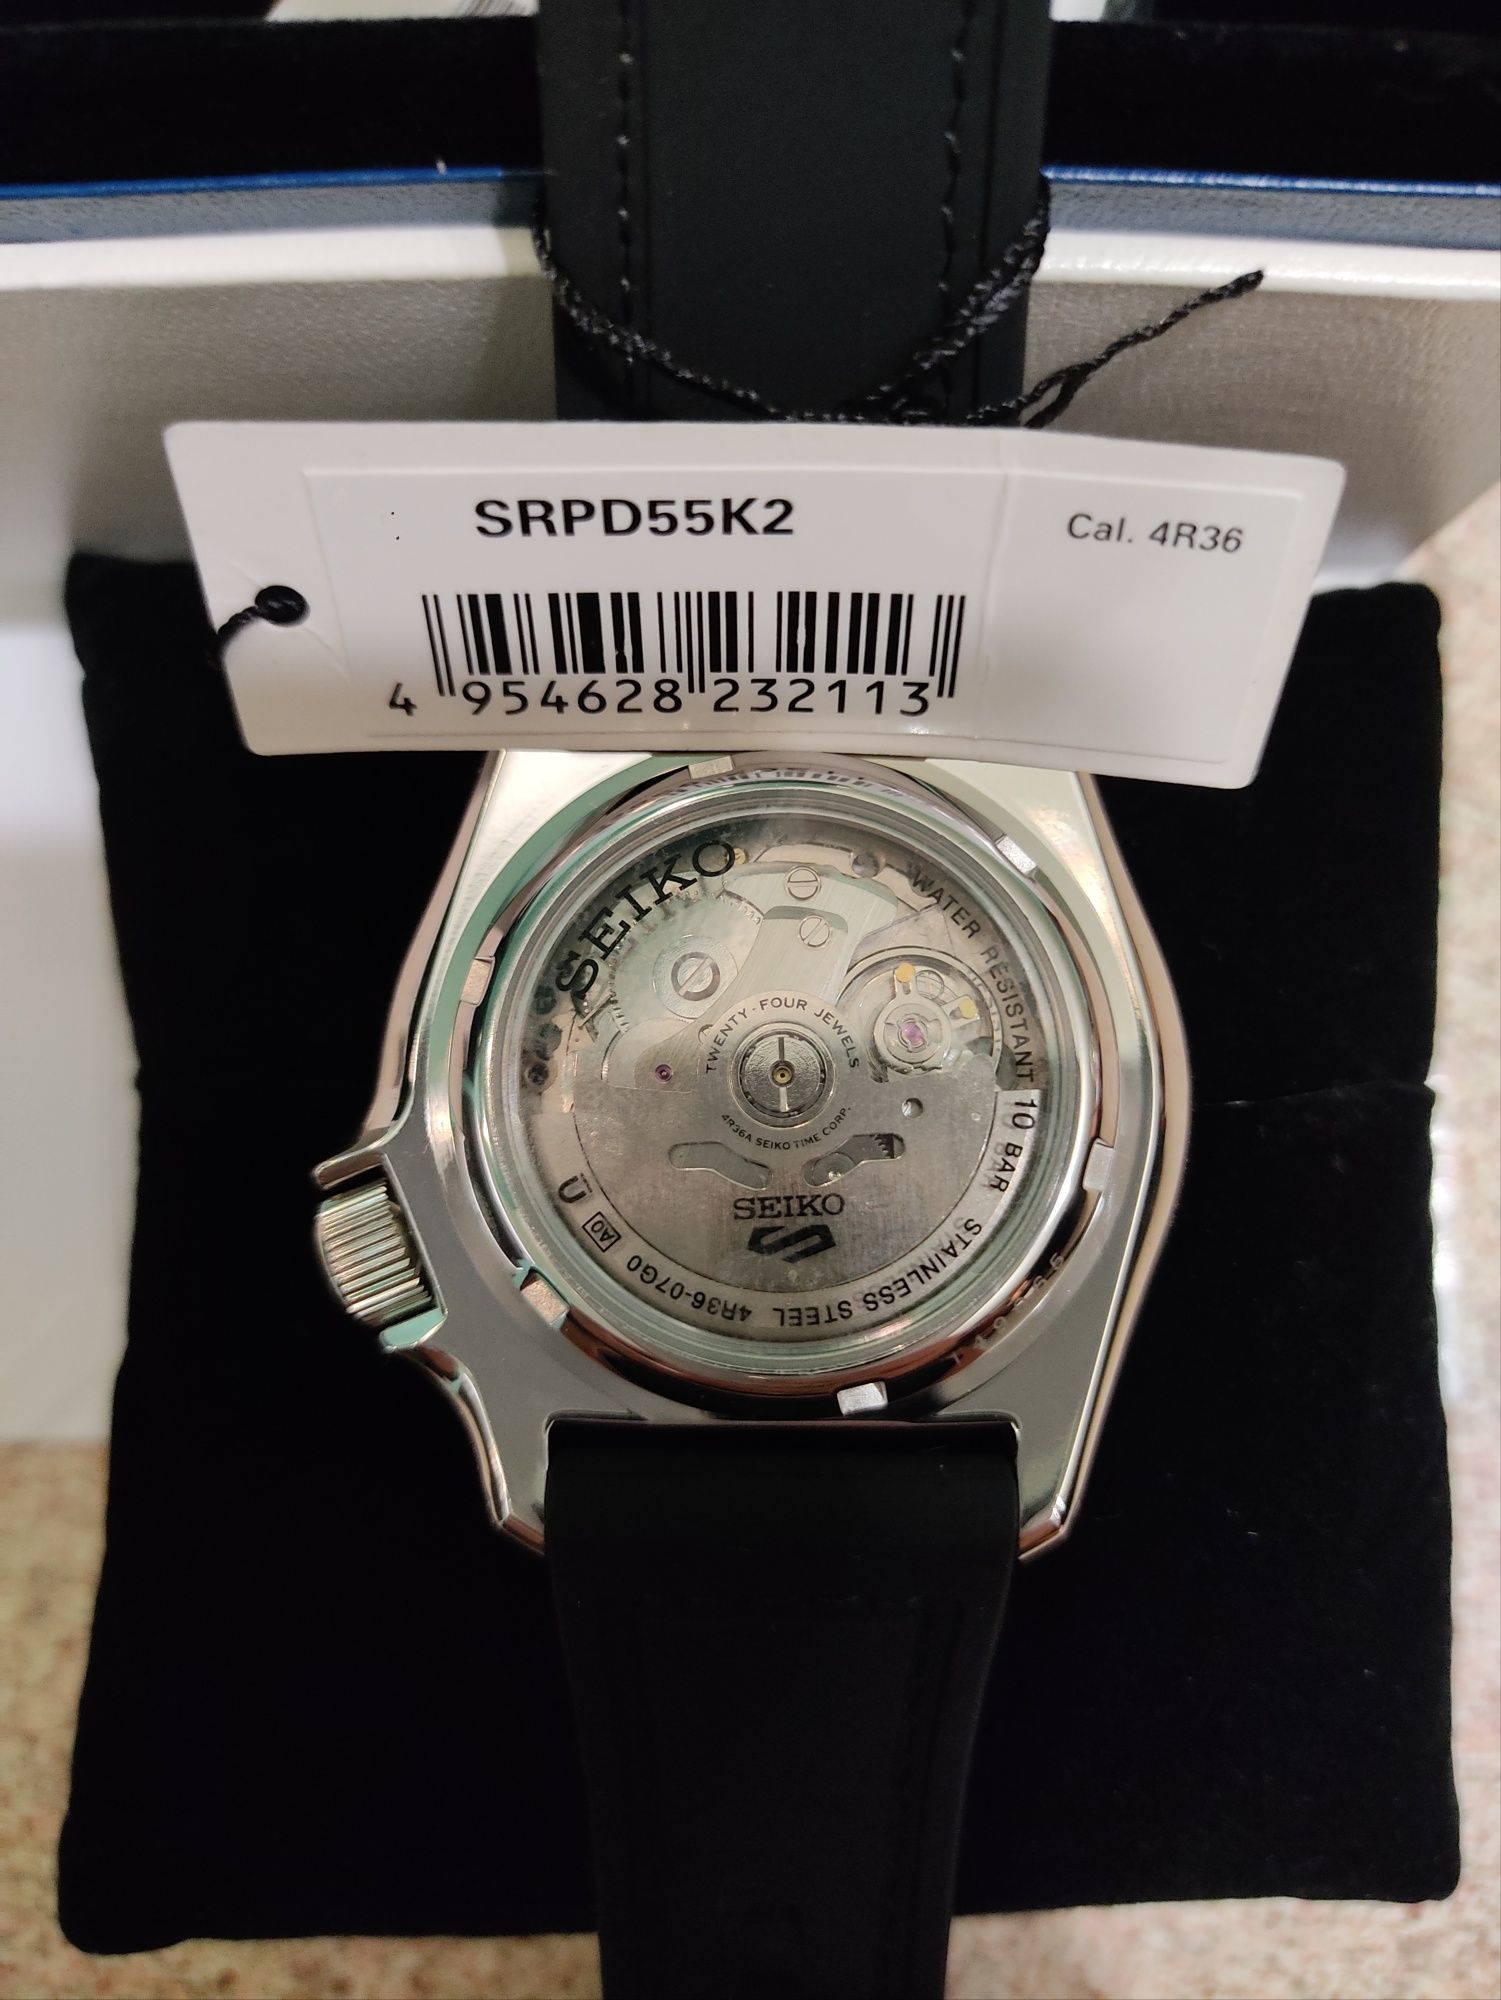 SRPD55K2
Cal. 4R36
4 954628 232113
SEIKO
WATER RESISTANT 10 BAR
STAINLESS STEEL 4R36-07G0 A0
TWENTY-FOUR JEWELS
4R36A SEIKO TIME CORP.
SEIKO